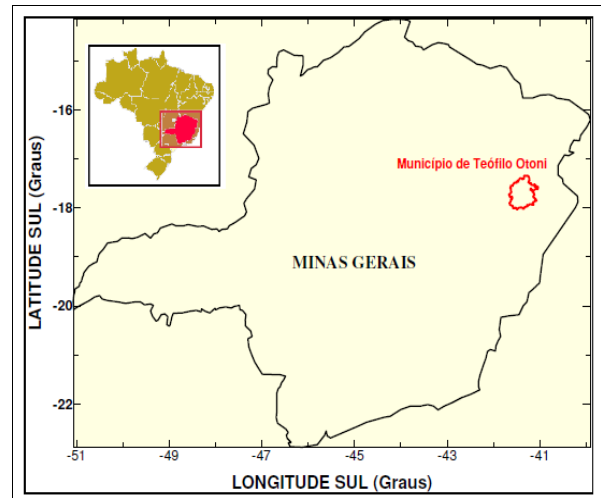 LATITUDE SUL (Graus)
-16
-18
-20
-22
Município de Teófilo Otoni
MINAS GERAIS
-51
-49
-47
-45
-43
-41
LONGITUDE SUL (Graus)